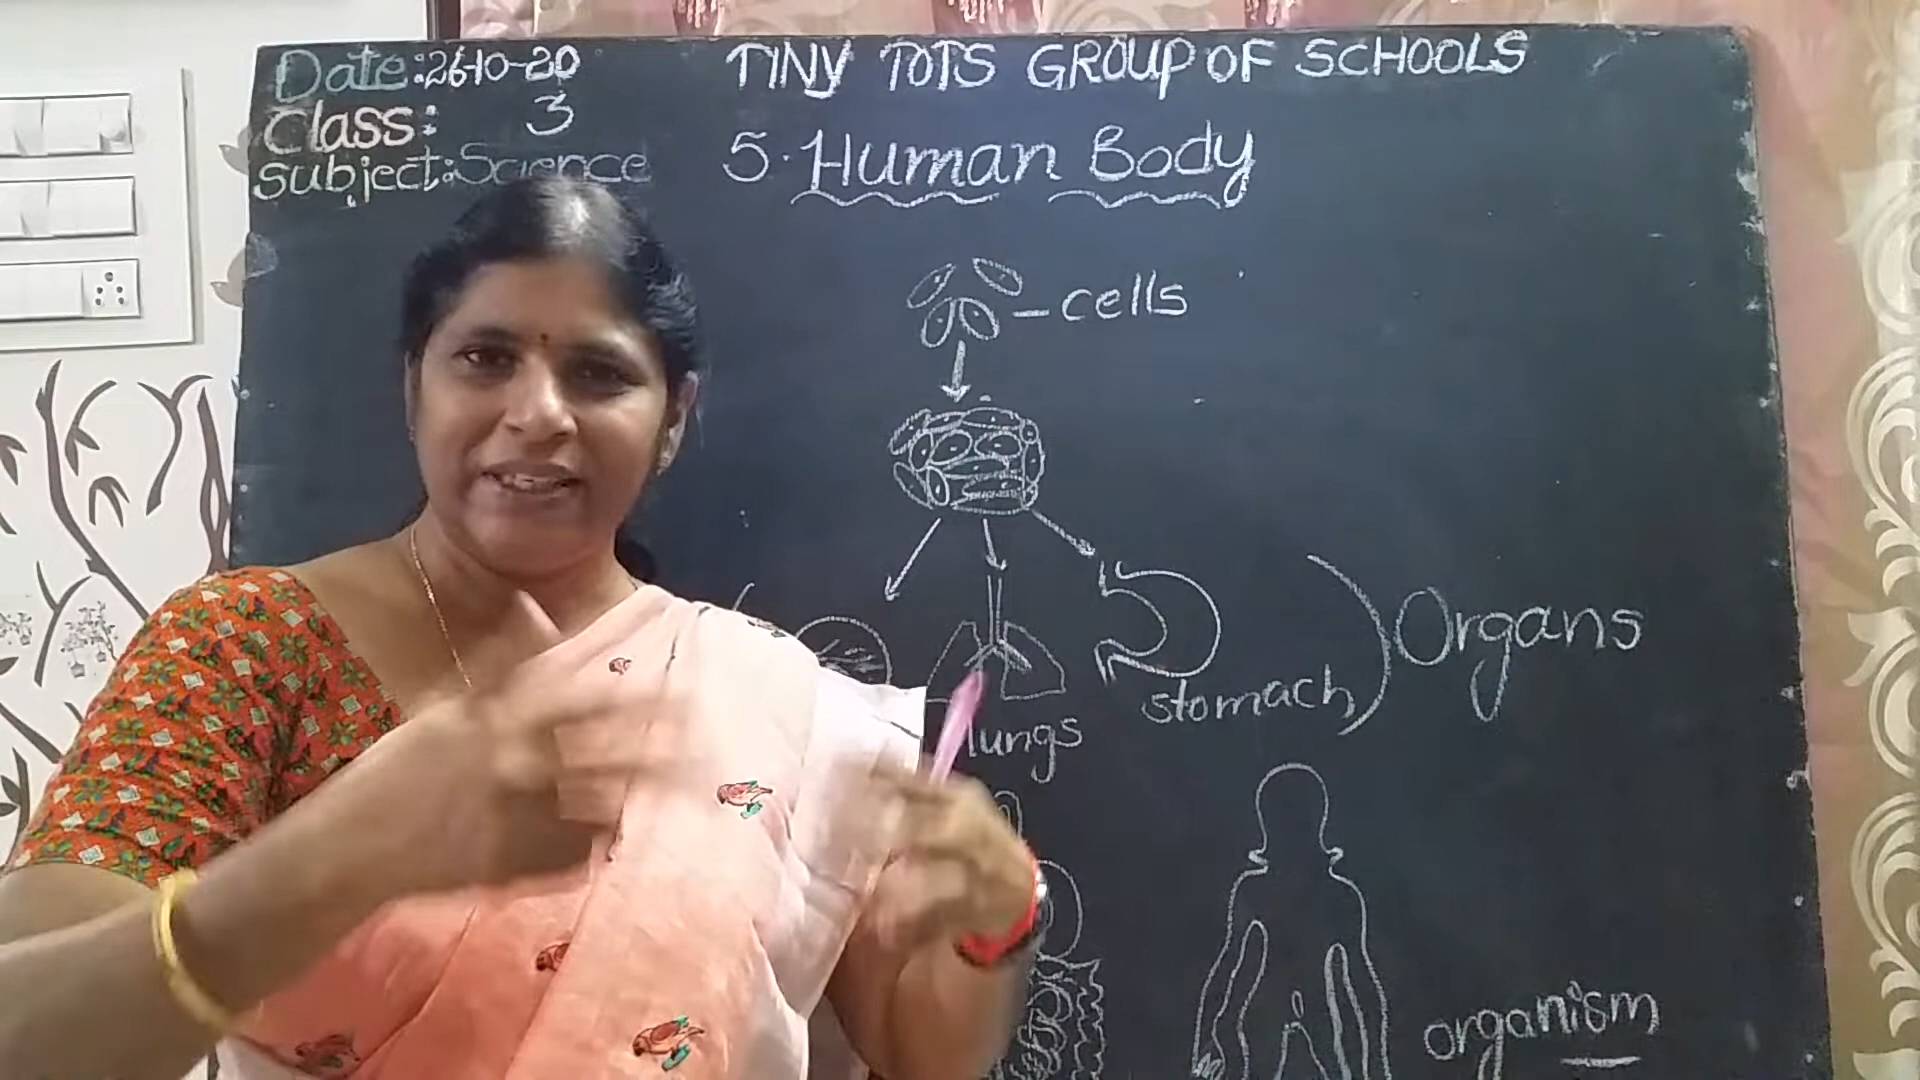 Date:26-10-20
TINY TOTS GROUP OF SCHOOLS
Class: 3
Subject:Science
5. Human Body
cells
Organs
stomach
lungs
organism